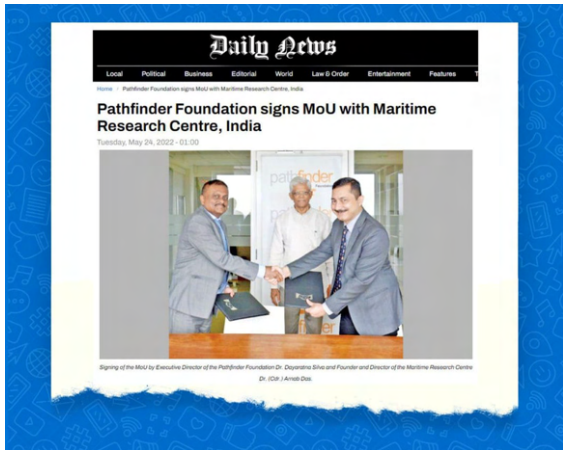 Daily News
Local Political Business Editorial World Law & Order Entertainment Features
Home Pathfinder Foundation signs MoU with Maritime Research Centre, India
Pathfinder Foundation signs MoU with Maritime
Research Centre, India
Tuesday, May 24, 2022 - 01:00
pathfinder
Foundation
Signing of the MoU by Executive Director of the Pathfinder Foundation Dr. Dayaratna Silva and Founder and Director of the Maritime Research Centre
Dr. (Cdr.) Arnab Das.